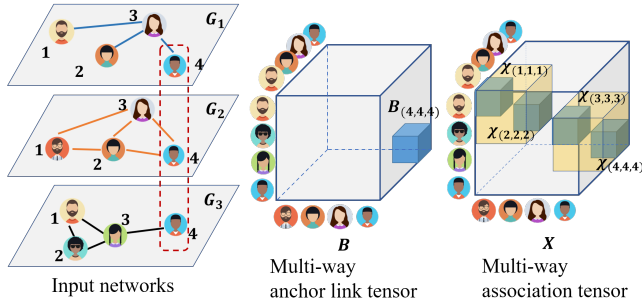 G1
1
2
3
4
G2
1
2
3
4
G3
1
2
3
4
Input networks
B(4,4,4)
B
Multi-way
anchor link tensor
χ(1,1,1)
χ(3,3,3)
χ(2,2,2)
χ(4,4,4)
X
Multi-way
association tensor